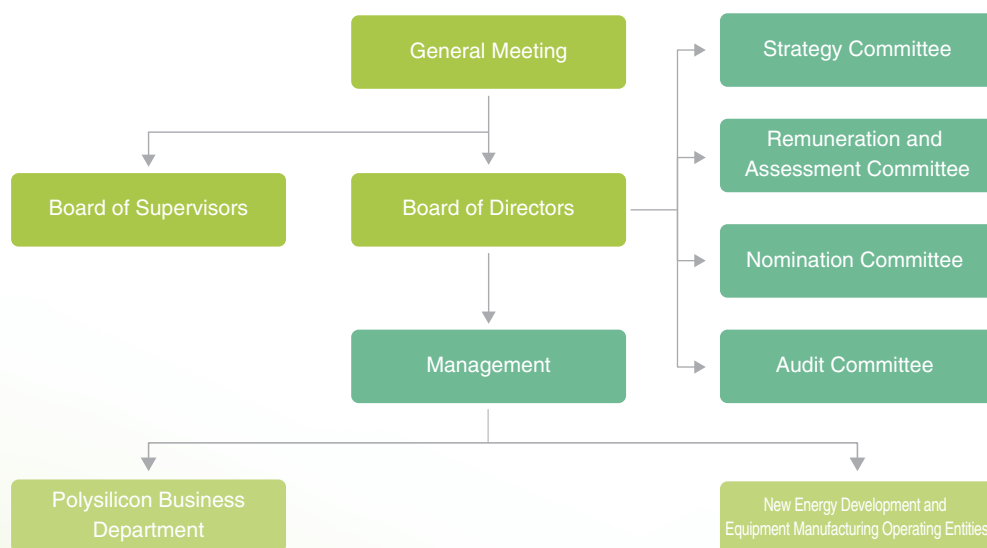 General Meeting
Strategy Committee
Remuneration and
Assessment Committee
Board of Supervisors
Board of Directors
Nomination Committee
Management
Audit Committee
Polysilicon Business
Department
New Energy Development and
Equipment Manufacturing Operating Entities